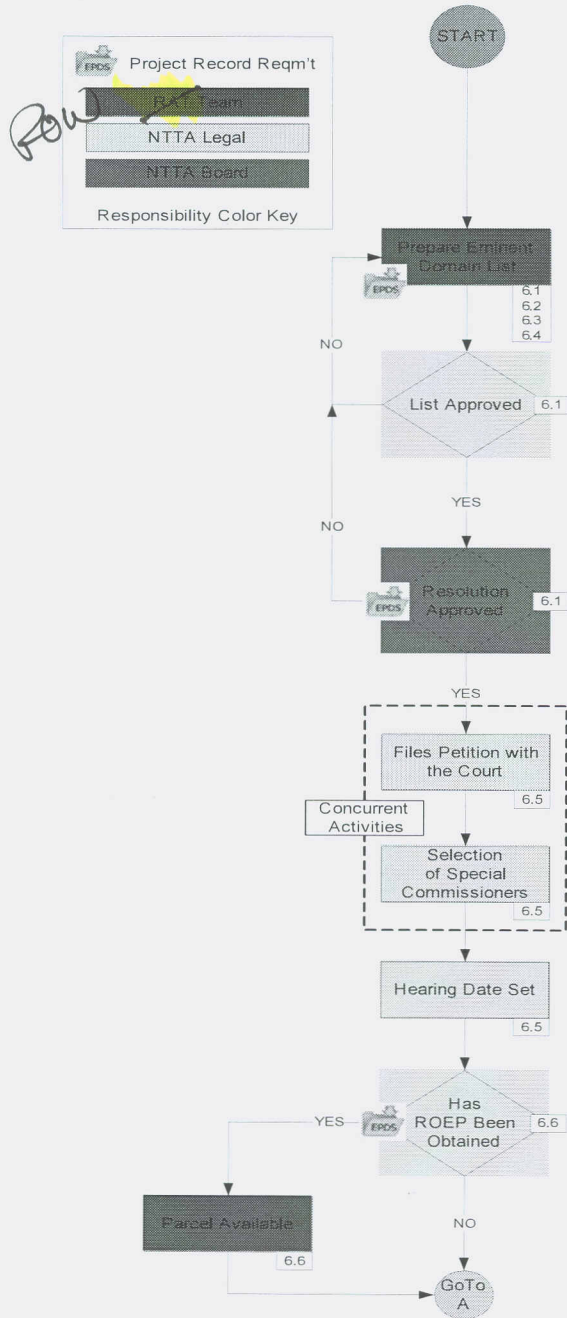 START
EPDS
Project Record Reqm't
ROW
RAT Team
NTTA Legal
NTTA Board
Responsibility Color Key
Prepare Eminent
Domain List
EPDS
6.1
6.2
6.3
6.4
NO
List Approved
6.1
YES
NO
Resolution
Approved
EPDS
6.1
YES
Files Petition with
the Court
6.5
Concurrent
Activities
Selection
of Special
Commissioners
6.5
Hearing Date Set
6.5
Has
ROEP Been
Obtained
YES
EPDS
6.6
Parcel Available
6.6
NO
GoTo
A